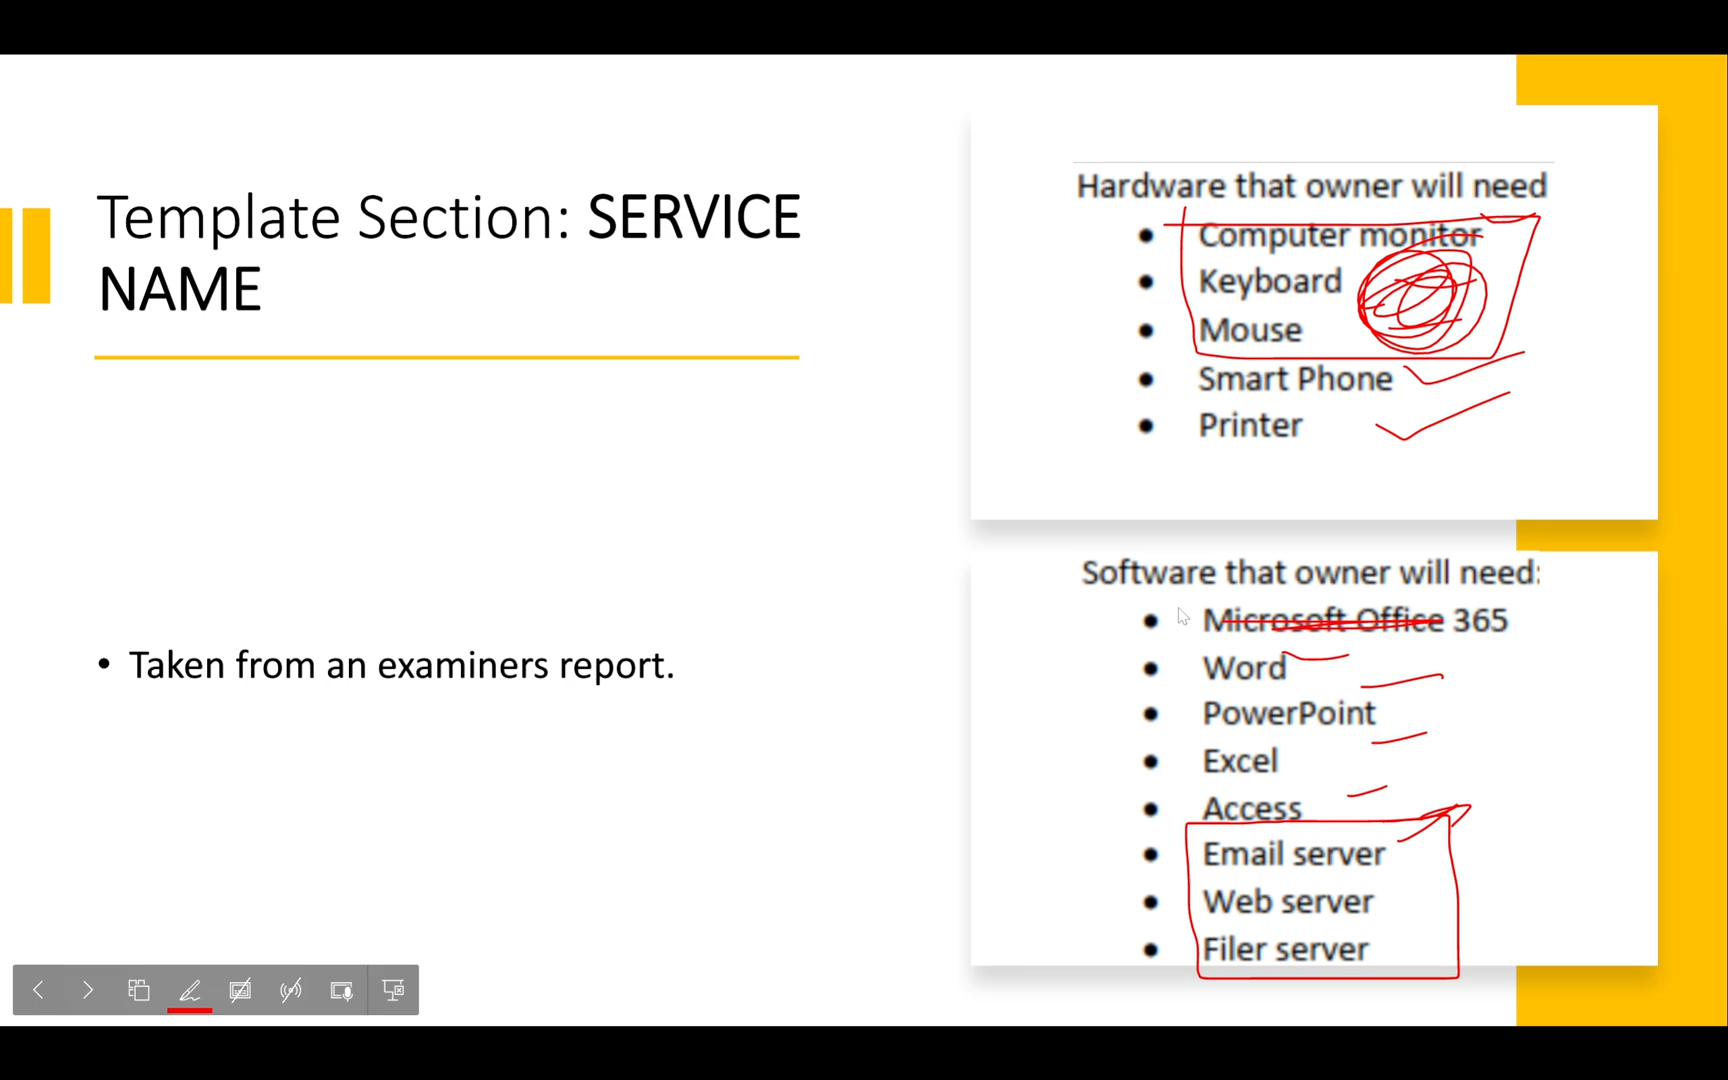 Template Section: SERVICE
NAME
• Taken from an examiners report.
Hardware that owner will need
• Computer monitor
• Keyboard
• Mouse
• Smart Phone
• Printer
Software that owner will need:
• Microsoft Office 365
• Word
• PowerPoint
• Excel
• Access
• Email server
• Web server
• Filer server